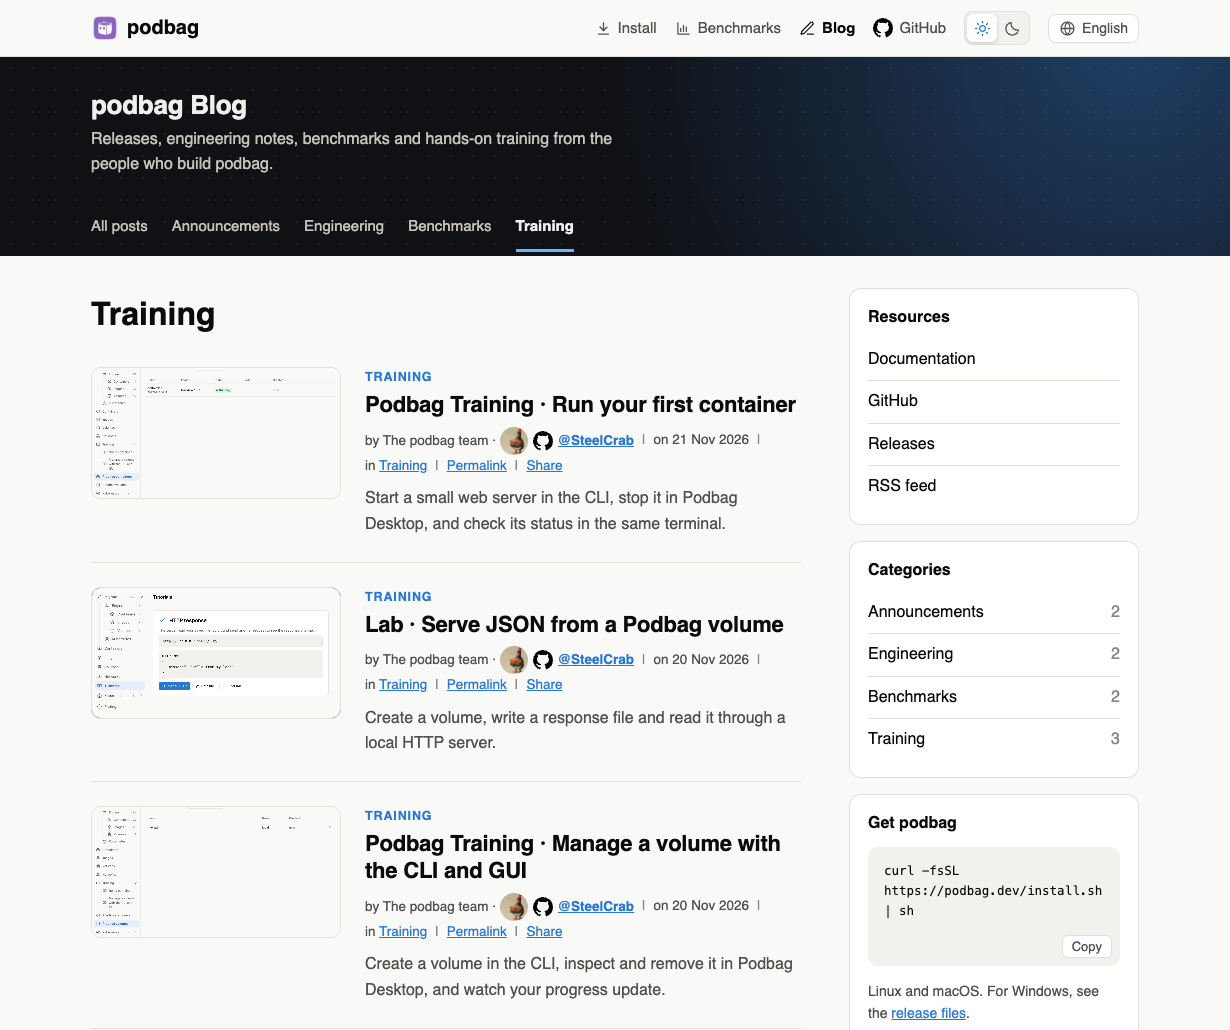 podbag
Install
Benchmarks
Blog
GitHub
English
podbag Blog
Releases, engineering notes, benchmarks and hands-on training from the
people who build podbag.
All posts
Announcements
Engineering
Benchmarks
Training
Training
TRAINING
Podbag Training · Run your first container
by The podbag team · @SteelCrab | on 21 Nov 2026 |
in Training | Permalink | Share
Start a small web server in the CLI, stop it in Podbag
Desktop, and check its status in the same terminal.
Tutorials
HTTP response
TRAINING
Lab · Serve JSON from a Podbag volume
by The podbag team · @SteelCrab | on 20 Nov 2026 |
in Training | Permalink | Share
Create a volume, write a response file and read it through a
local HTTP server.
TRAINING
Podbag Training · Manage a volume with
the CLI and GUI
by The podbag team · @SteelCrab | on 20 Nov 2026 |
in Training | Permalink | Share
Create a volume in the CLI, inspect and remove it in Podbag
Desktop, and watch your progress update.
Resources
Documentation
GitHub
Releases
RSS feed
Categories
Announcements 2
Engineering 2
Benchmarks 2
Training 3
Get podbag
curl -fsSL
https://podbag.dev/install.sh
| sh
Copy
Linux and macOS. For Windows, see
the release files.